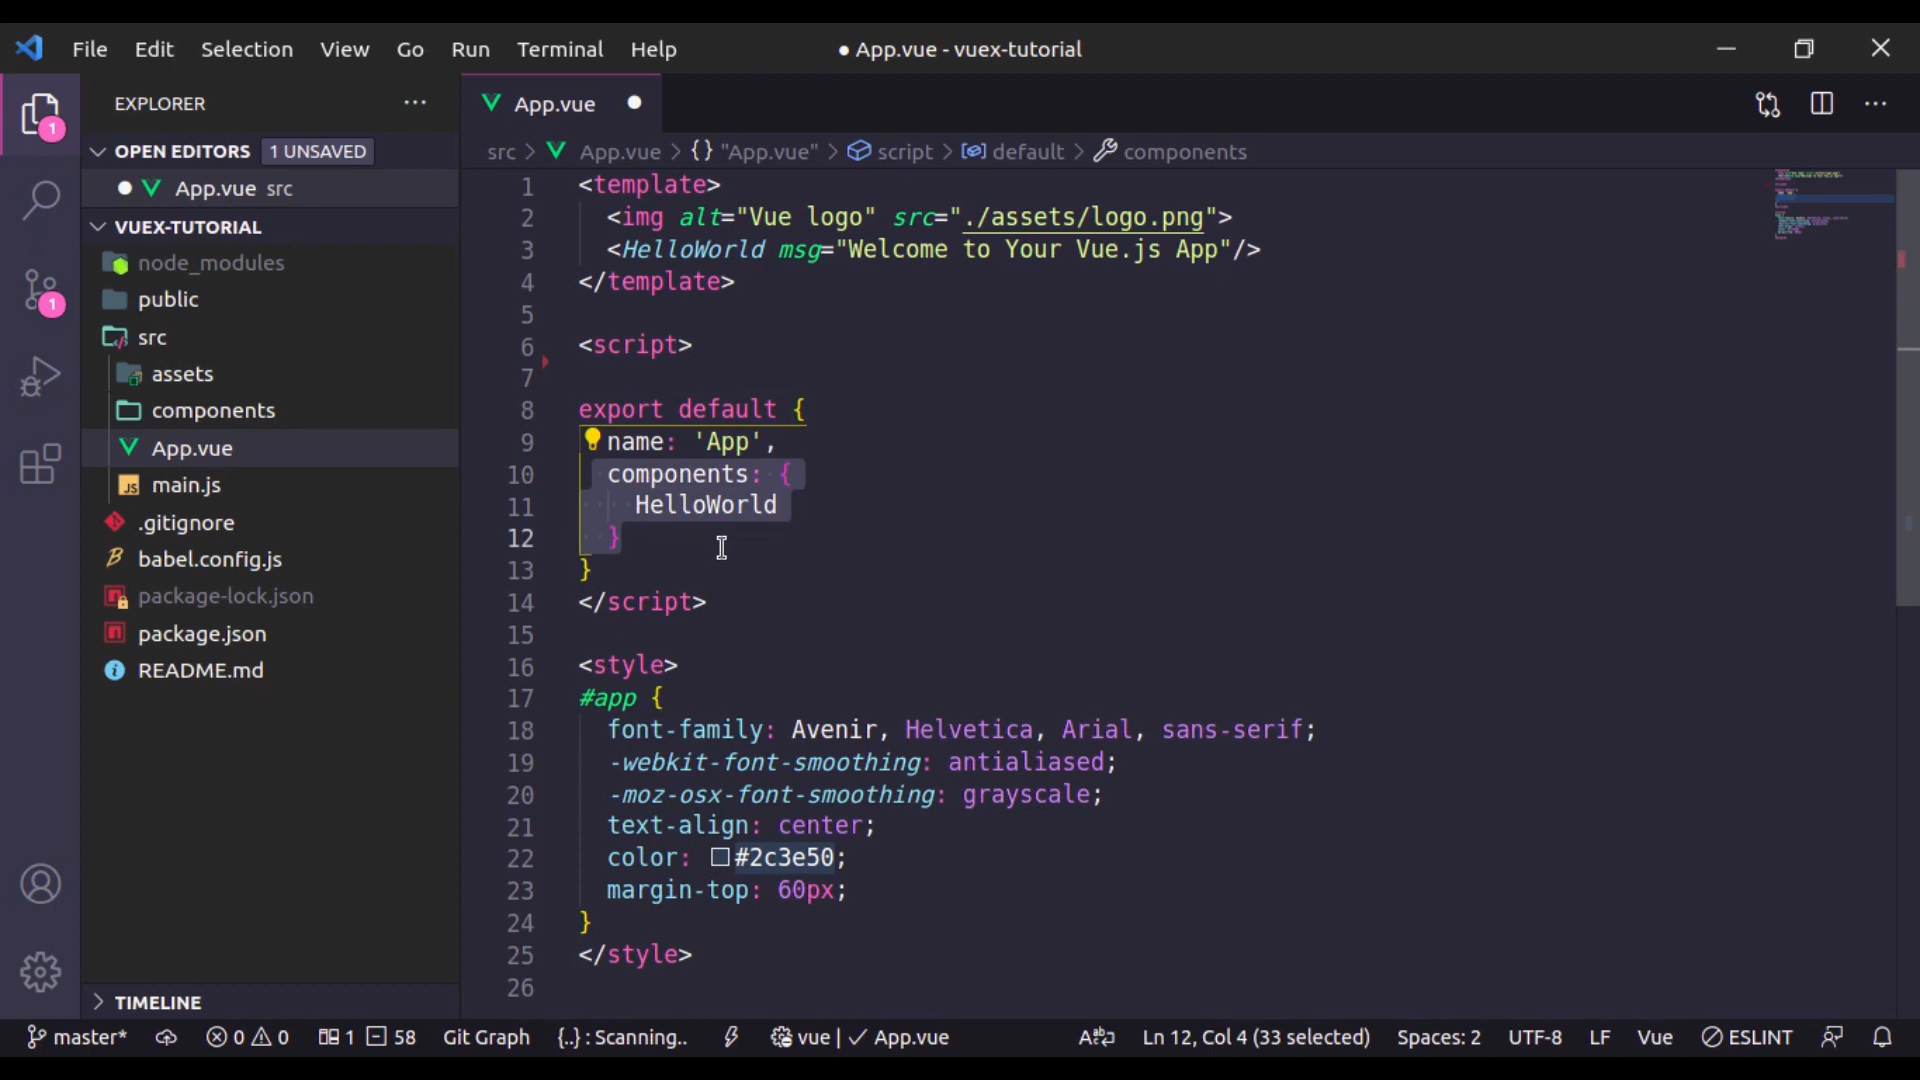 File Edit Selection View Go Run Terminal Help
● App.vue - vuex-tutorial
EXPLORER
1
OPEN EDITORS 1 UNSAVED
App.vue src
VUEX-TUTORIAL
node_modules
public
1
src
assets
components
App.vue
main.js
.gitignore
babel.config.js
package-lock.json
package.json
README.md
TIMELINE
App.vue
src > App.vue > {} "App.vue" > script > default > components
1 <template>
2 <img alt="Vue logo" src="./assets/logo.png">
3 <HelloWorld msg="Welcome to Your Vue.js App"/>
4 </template>
5
6 <script>
7
8 export default {
9 name: 'App',
10 components: {
11 HelloWorld
12 }
13 }
14 </script>
15
16 <style>
17 #app {
18 font-family: Avenir, Helvetica, Arial, sans-serif;
19 -webkit-font-smoothing: antialiased;
20 -moz-osx-font-smoothing: grayscale;
21 text-align: center;
22 color: #2c3e50;
23 margin-top: 60px;
24 }
25 </style>
26
master* 0 0 1 58 Git Graph {..} : Scanning.. vue | ✓ App.vue Ln 12, Col 4 (33 selected) Spaces: 2 UTF-8 LF Vue ESLINT